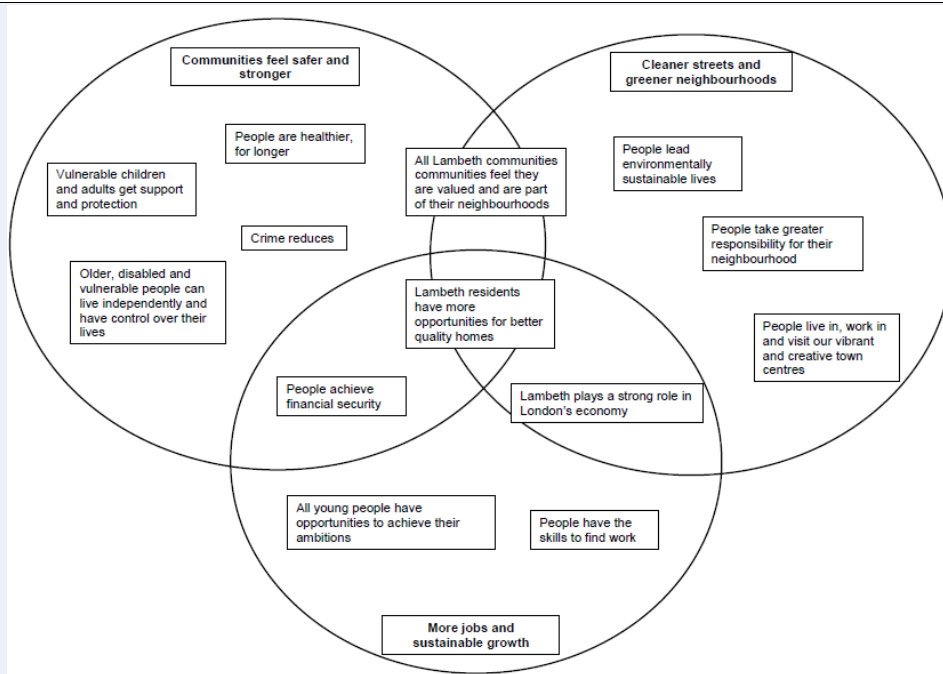 Communities feel safer and
stronger
Cleaner streets and
greener neighbourhoods
People are healthier,
for longer
People lead
environmentally
sustainable lives
All Lambeth communities
communities feel they
are valued and are part
of their neighbourhoods
Vulnerable children
and adults get support
and protection
People take greater
responsibility for their
neighbourhood
Crime reduces
Older, disabled and
vulnerable people can
live independently and
have control over their
lives
Lambeth residents
have more
opportunities for better
quality homes
People live in, work in
and visit our vibrant
and creative town
centres
People achieve
financial security
Lambeth plays a strong role in
London's economy
All young people have
opportunities to achieve their
ambitions
People have the
skills to find work
More jobs and
sustainable growth